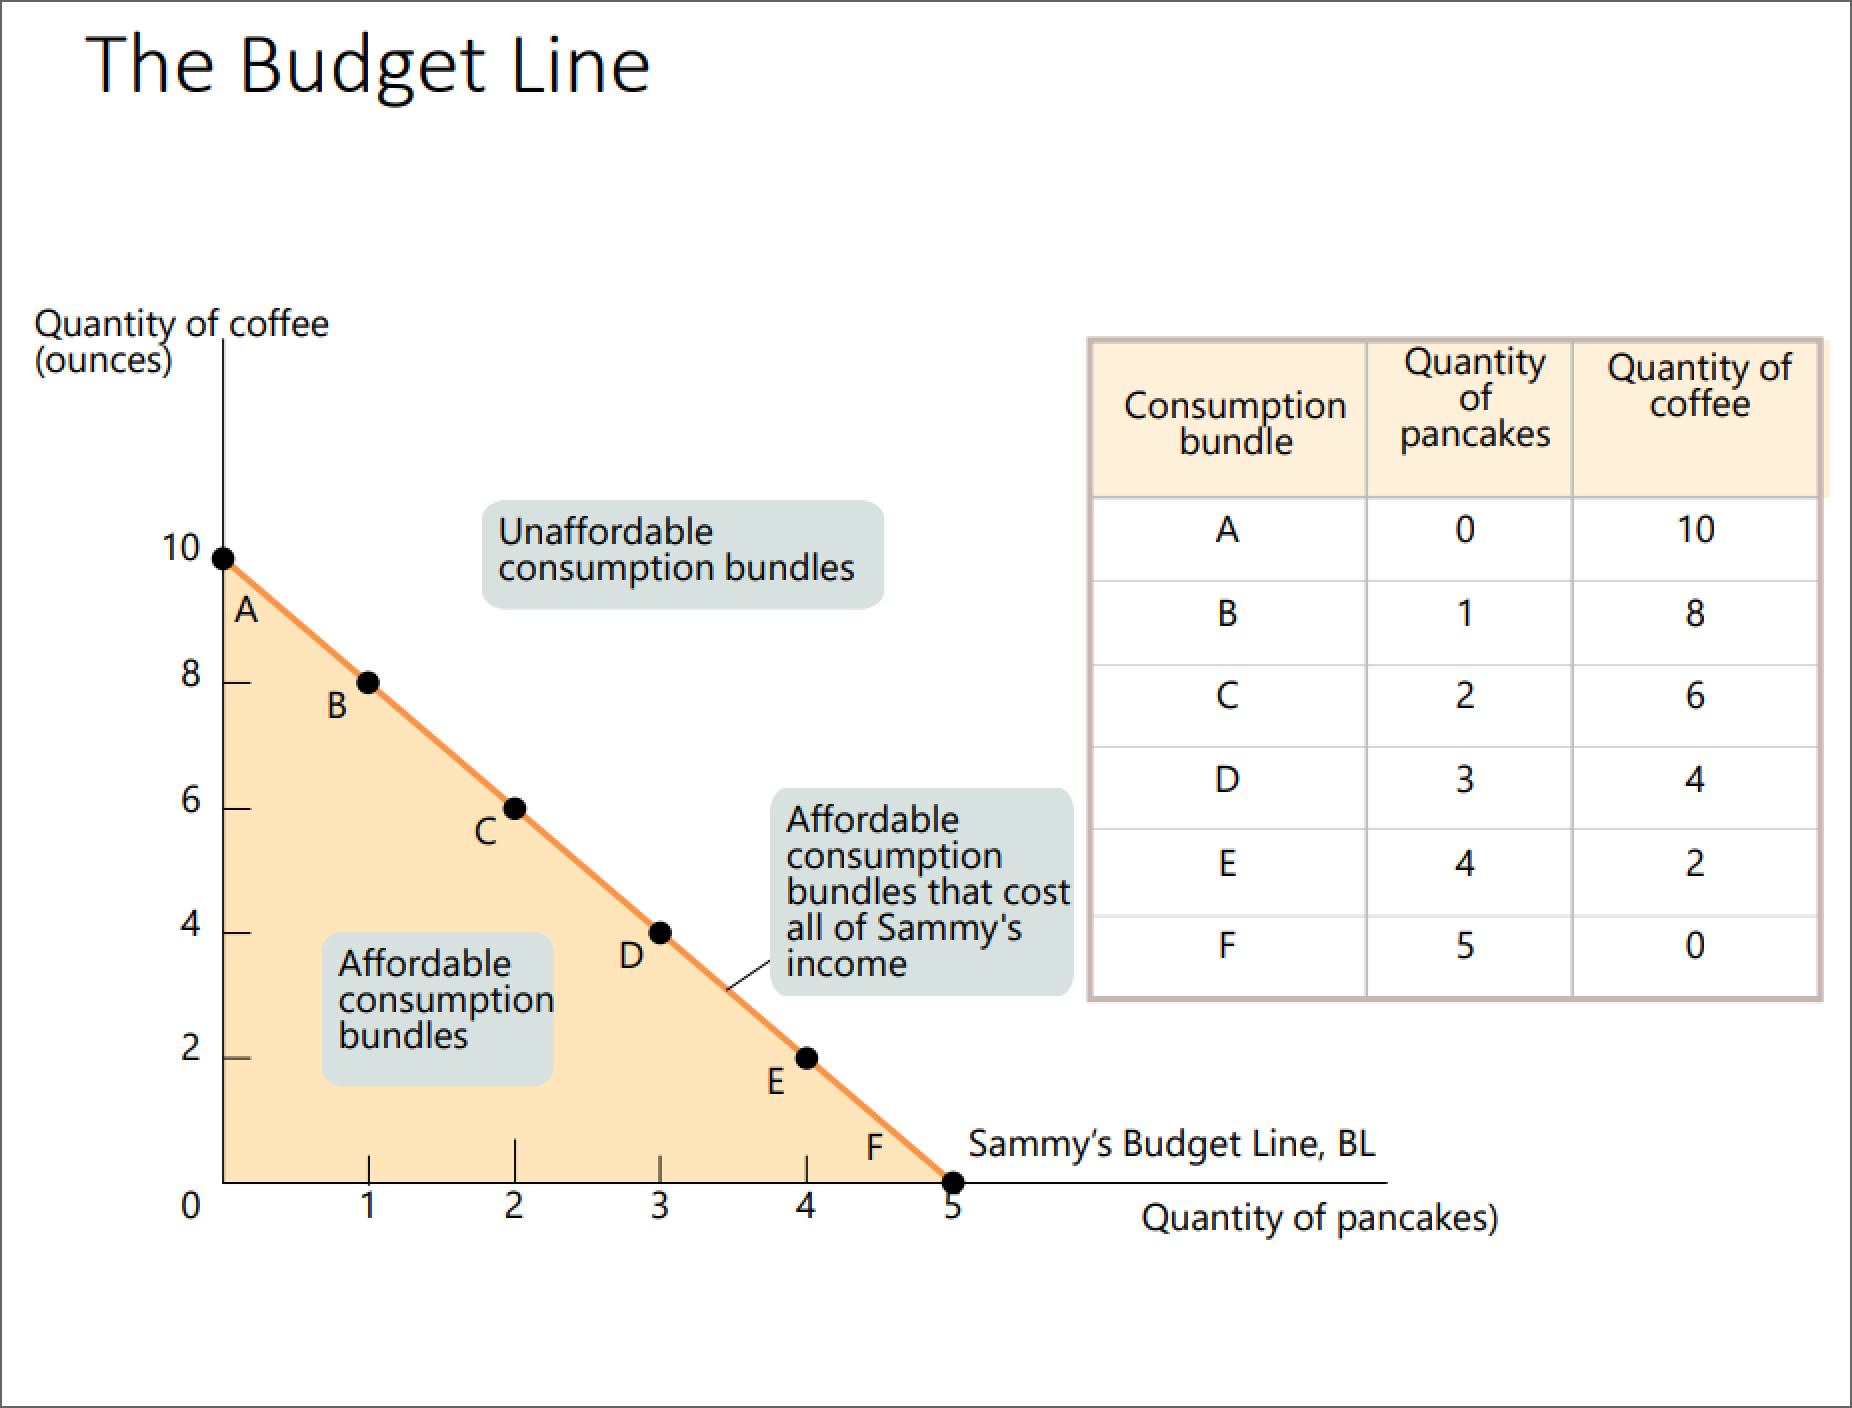 The Budget Line
Quantity of coffee
(ounces)
10
8
6
4
2
0
1
2
3
4
5
A
B
C
D
E
F
Unaffordable
consumption bundles
Affordable
consumption
bundles that cost
all of Sammy's
income
Affordable
consumption
bundles
Sammy’s Budget Line, BL
Quantity of pancakes)
Consumption
bundle
Quantity
of
pancakes
Quantity of
coffee
A 0 10
B 1 8
C 2 6
D 3 4
E 4 2
F 5 0